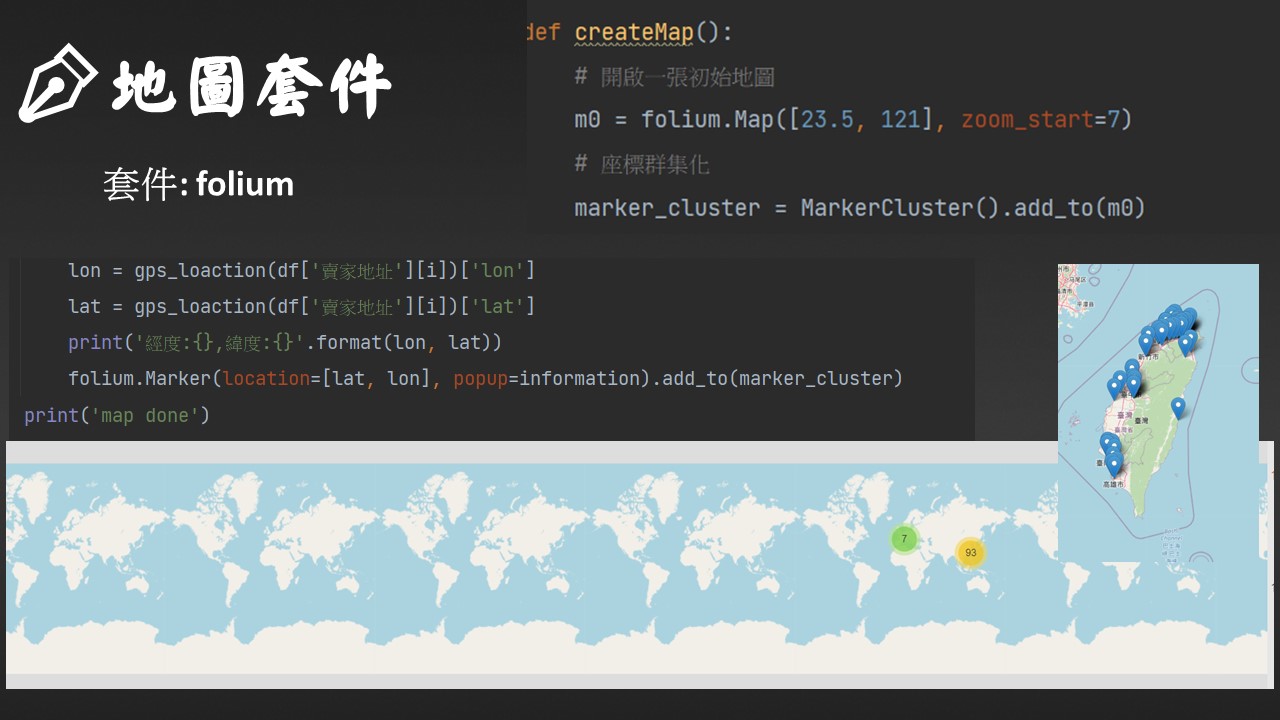 地圖套件
套件: folium
def createMap():
# 開啟一張初始地圖
m0 = folium.Map([23.5, 121], zoom_start=7)
# 座標群集化
marker_cluster = MarkerCluster().add_to(m0)
lon = gps_loaction(df['賣家地址'][i])['lon']
lat = gps_loaction(df['賣家地址'][i])['lat']
print('經度:{},緯度:{}'.format(lon, lat))
folium.Marker(location=[lat, lon], popup=information).add_to(marker_cluster)
print('map done')
7
93
新竹市
臺灣
臺灣
高雄市